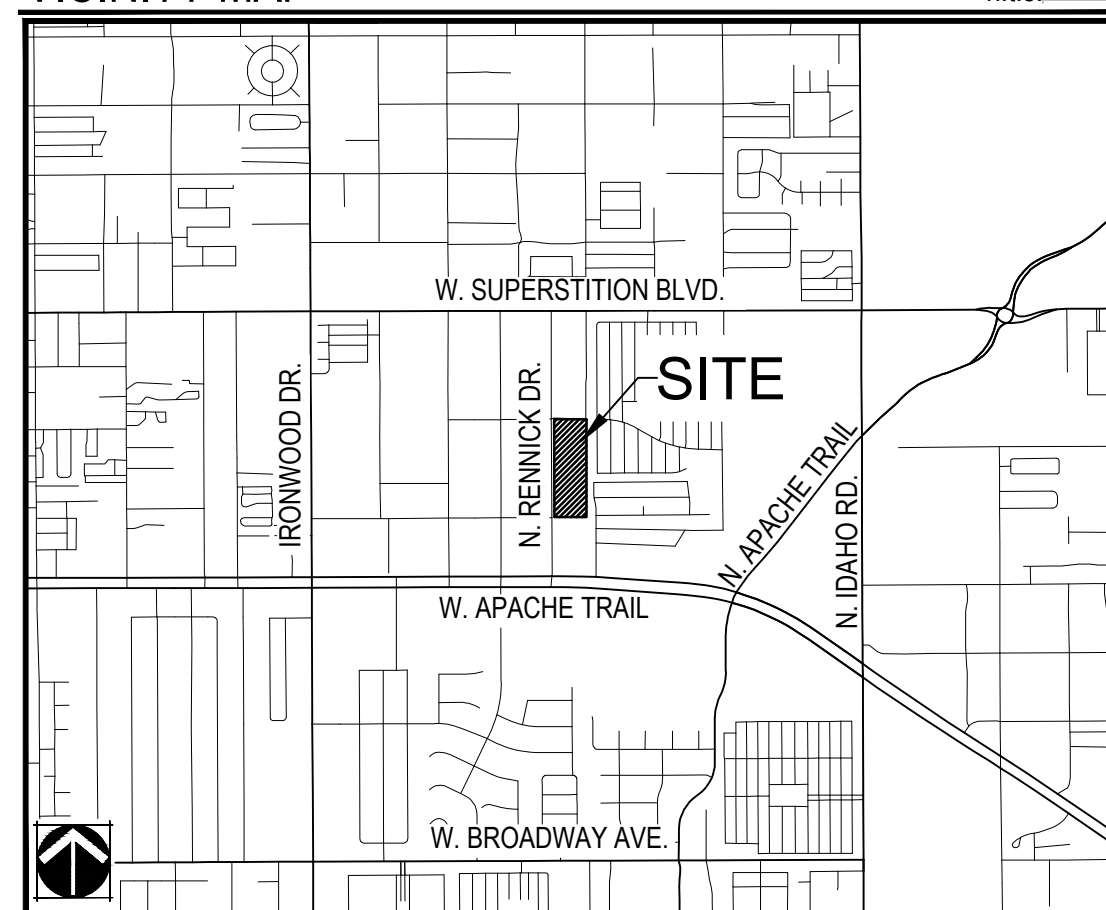 W. SUPERSTITION BLVD.
SITE
IRONWOOD DR.
N. RENNICK DR.
N. APACHE TRAIL
N. IDAHO RD.
W. APACHE TRAIL
W. BROADWAY AVE.